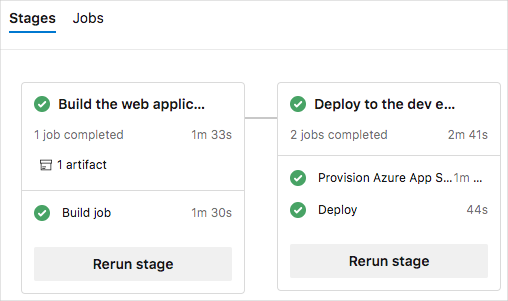 Stages Jobs
Build the web applic...
1 job completed 1m 33s
1 artifact
Build job 1m 30s
Rerun stage
Deploy to the dev e...
2 jobs completed 2m 41s
Provision Azure App S... 1m ...
Deploy 44s
Rerun stage